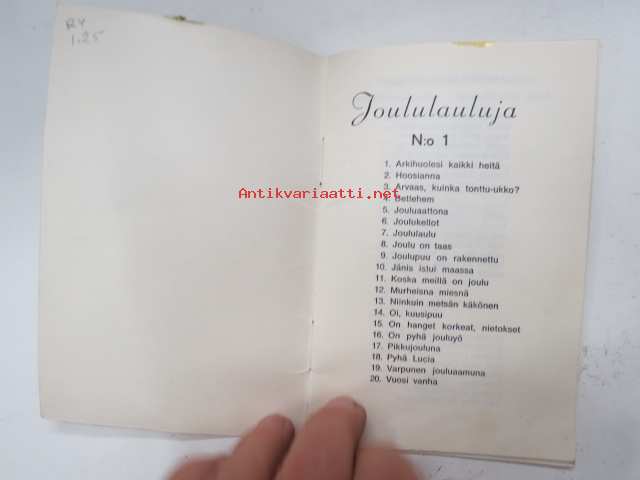 RY
1.25
Joululauluja
N:o 1
1. Arkihuolesi kaikki heitä
2. Hoosianna
3. Arvaas, kuinka tonttu-ukko?
Antikvariaatti.net
4. Betlehem
5. Jouluaattona
6. Joulukellot
7. Joululaulu
8. Joulu on taas
9. Joulupuu on rakennettu
10. Jänis istui maassa
11. Koska meillä on joulu
12. Murheisna miesnä
13. Niinkuin metsän käkönen
14. Oi, kuusipuu
15. On hanget korkeat, nietokset
16. On pyhä jouluyö
17. Pikkujouluna
18. Pyhä Lucia
19. Varpunen jouluaamuna
20. Vuosi vanha